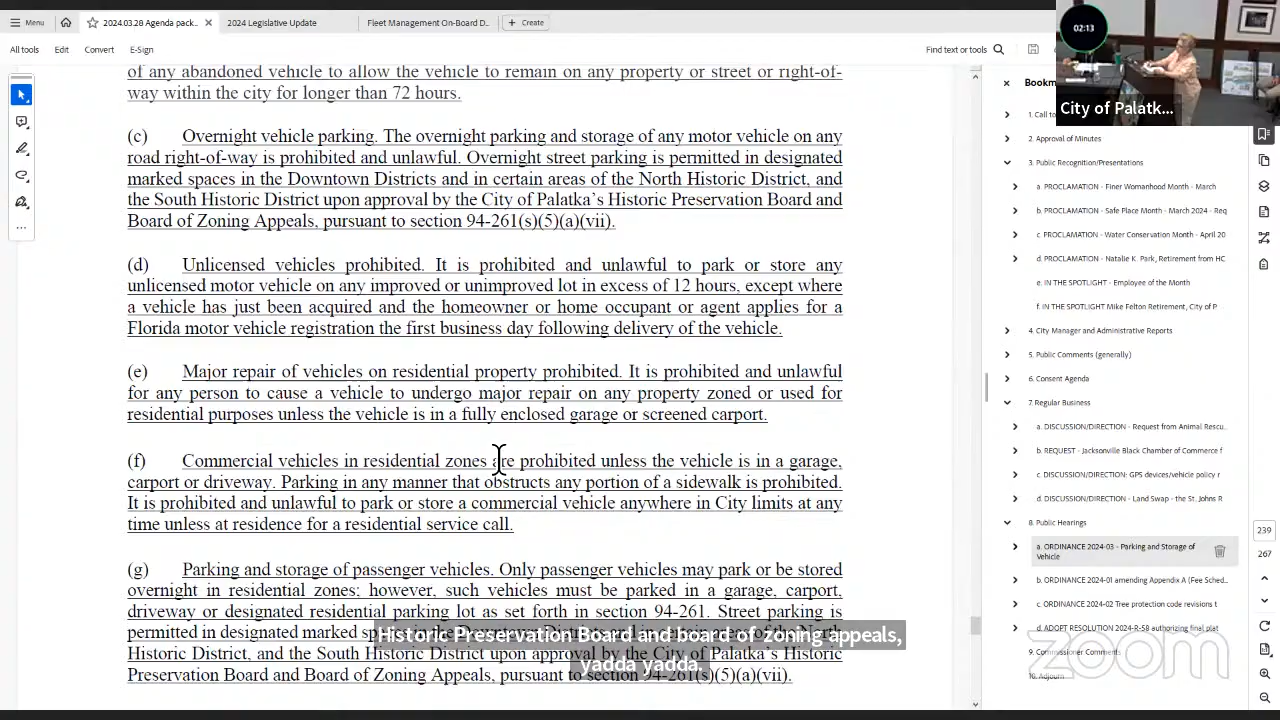 Menu
2024.03.28 Agenda pack...
2024 Legislative Update
Fleet Management On-Board D...
Create
All tools
Edit
Convert
E-Sign
Find text or tools
02:13
City of Palatk...
of any abandoned vehicle to allow the vehicle to remain on any property or street or right-of-
way within the city for longer than 72 hours.
(c) Overnight vehicle parking. The overnight parking and storage of any motor vehicle on any
road right-of-way is prohibited and unlawful. Overnight street parking is permitted in designated
marked spaces in the Downtown Districts and in certain areas of the North Historic District, and
the South Historic District upon approval by the City of Palatka's Historic Preservation Board and
Board of Zoning Appeals, pursuant to section 94-261(s)(5)(a)(vii).
(d) Unlicensed vehicles prohibited. It is prohibited and unlawful to park or store any
unlicensed motor vehicle on any improved or unimproved lot in excess of 12 hours, except where
a vehicle has just been acquired and the homeowner or home occupant or agent applies for a
Florida motor vehicle registration the first business day following delivery of the vehicle.
(e) Major repair of vehicles on residential property prohibited. It is prohibited and unlawful
for any person to cause a vehicle to undergo major repair on any property zoned or used for
residential purposes unless the vehicle is in a fully enclosed garage or screened carport.
(f) Commercial vehicles in residential zones are prohibited unless the vehicle is in a garage,
carport or driveway. Parking in any manner that obstructs any portion of a sidewalk is prohibited.
It is prohibited and unlawful to park or store a commercial vehicle anywhere in City limits at any
time unless at residence for a residential service call.
(g) Parking and storage of passenger vehicles. Only passenger vehicles may park or be stored
overnight in residential zones; however, such vehicles must be parked in a garage, carport,
driveway or designated residential parking lot as set forth in section 94-261. Street parking is
permitted in designated marked
Historic District, and the South Historic District upon approval by the City of Palatka's Historic
Preservation Board and Board of Zoning Appeals, pursuant to section 94-261(s)(5)(a)(vii).
Historic Preservation Board and board of zoning appeals,
yadda yadda.
Bookm
1. Call to
2. Approval of Minutes
3. Public Recognition/Presentations
a. PROCLAMATION - Finer Womanhood Month - March
b. PROCLAMATION - Safe Place Month - March 2024 - Req
c. PROCLAMATION - Water Conservation Month - April 20
d. PROCLAMATION - Natalie K. Park, Retirement from HC
e. IN THE SPOTLIGHT - Employee of the Month
f. IN THE SPOTLIGHT Mike Felton Retirement, City of P
4. City Manager and Administrative Reports
5. Public Comments (generally)
6. Consent Agenda
7. Regular Business
a. DISCUSSION/DIRECTION - Request from Animal Rescu...
b. REQUEST - Jacksonville Black Chamber of Commerce f
c. DISCUSSION/DIRECTION: GPS devices/vehicle policy r
d. DISCUSSION/DIRECTION - Land Swap - the St. Johns R
8. Public Hearings
a. ORDINANCE 2024-03 - Parking and Storage of
Vehicle
b. ORDINANCE 2024-01 amending Appendix A (Fee Sched...
c. ORDINANCE 2024-02 Tree protection code revisions t
d. ADOPT RESOLUTION 2024-R-58 authorizing final plat
9. Commissioner Comments
10. Adjourn
239
267
zoom